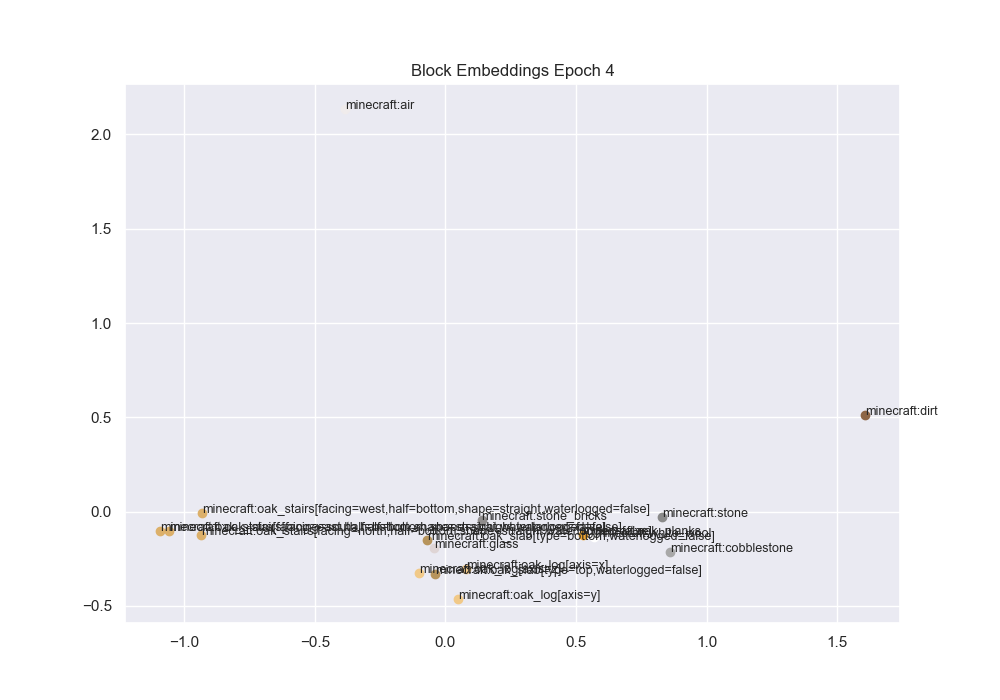 Block Embeddings Epoch 4
minecraft:air
2.0
1.5
1.0
0.5
minecraft:dirt
0.0
minecraft:oak_stairs[facing=west,half=bottom,shape=straight,waterlogged=false]
minecraft:stone_bricks
minecraft:stone
minecraft:oak_slab[type=bottom,waterlogged=false]
minecraft:glass
minecraft:cobblestone
minecraft:oak_log[axis=x]
minecraft:oak_slab[type=top,waterlogged=false]
minecraft:oak_log[axis=y]
−0.5
−1.0 −0.5 0.0 0.5 1.0 1.5